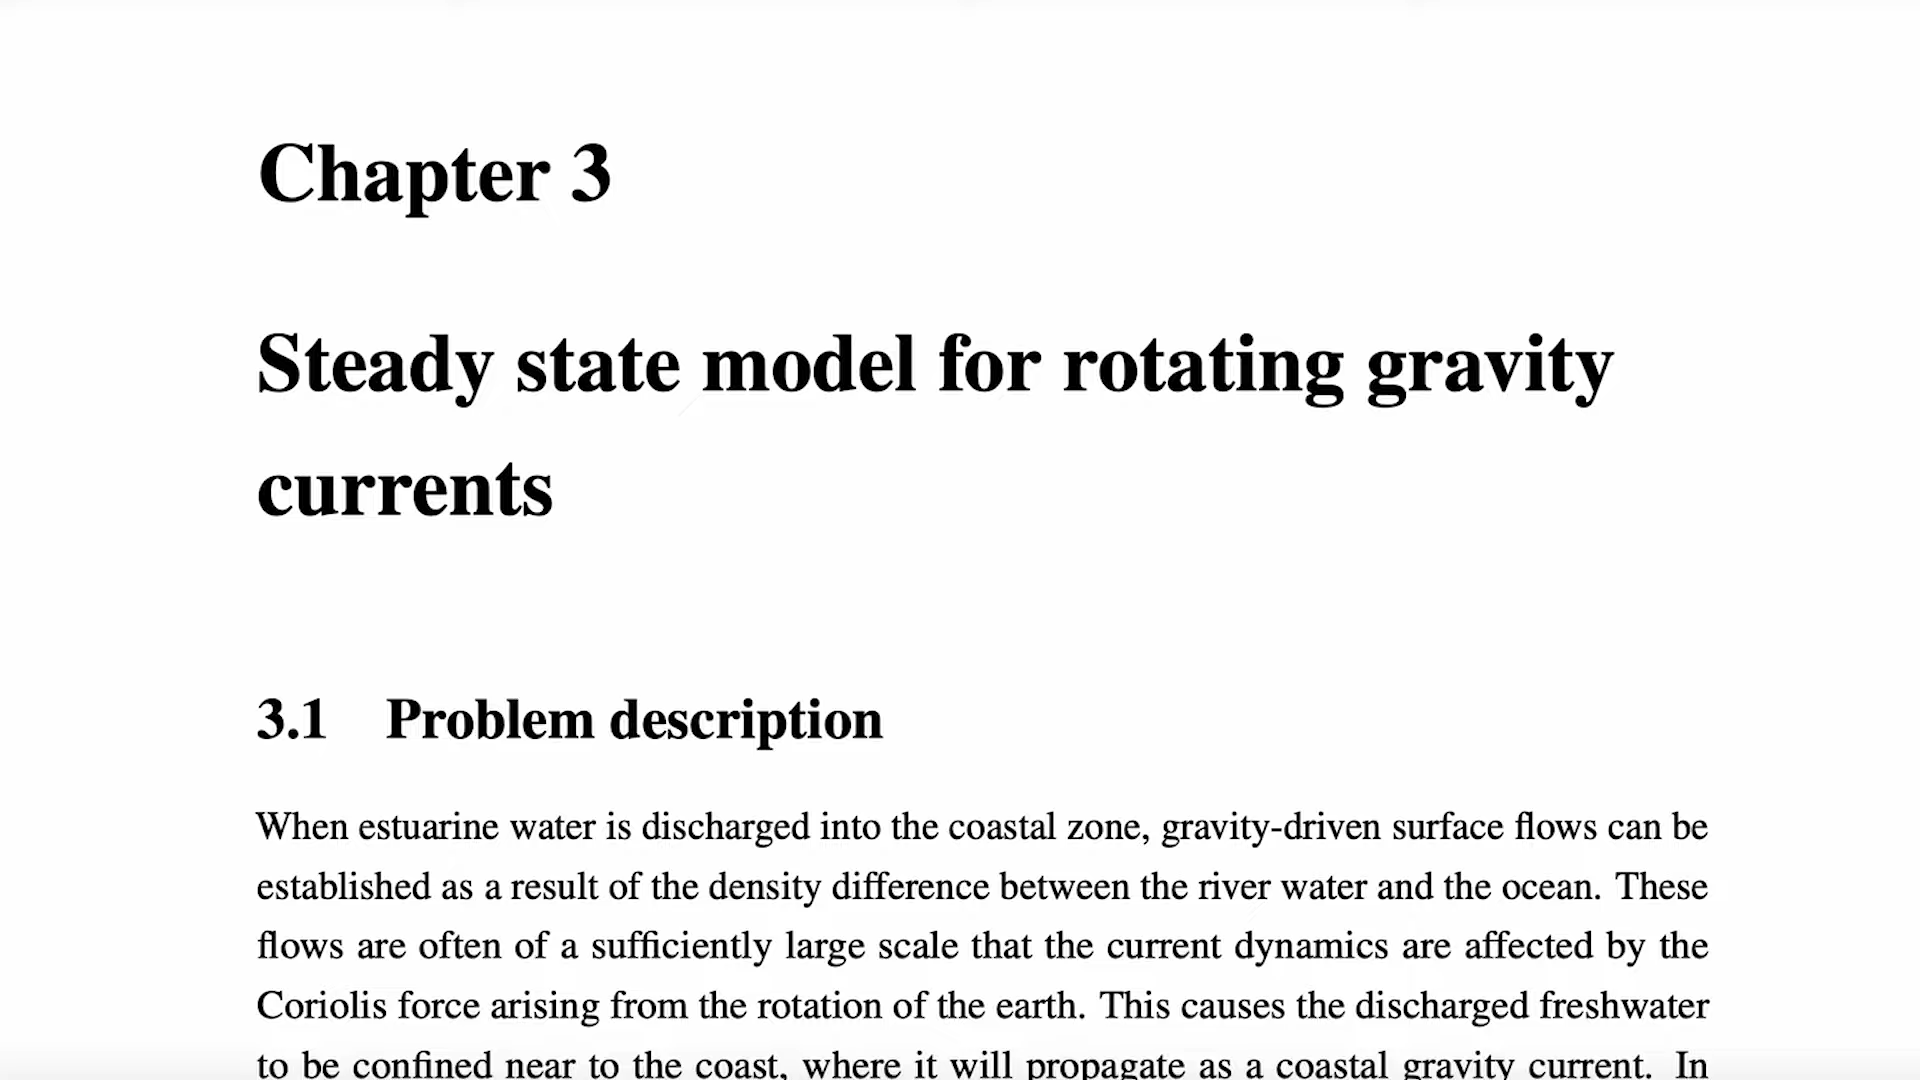 Chapter 3
Steady state model for rotating gravity
currents
3.1 Problem description
When estuarine water is discharged into the coastal zone, gravity-driven surface flows can be
established as a result of the density difference between the river water and the ocean. These
flows are often of a sufficiently large scale that the current dynamics are affected by the
Coriolis force arising from the rotation of the earth. This causes the discharged freshwater
to be confined near to the coast, where it will propagate as a coastal gravity current. In